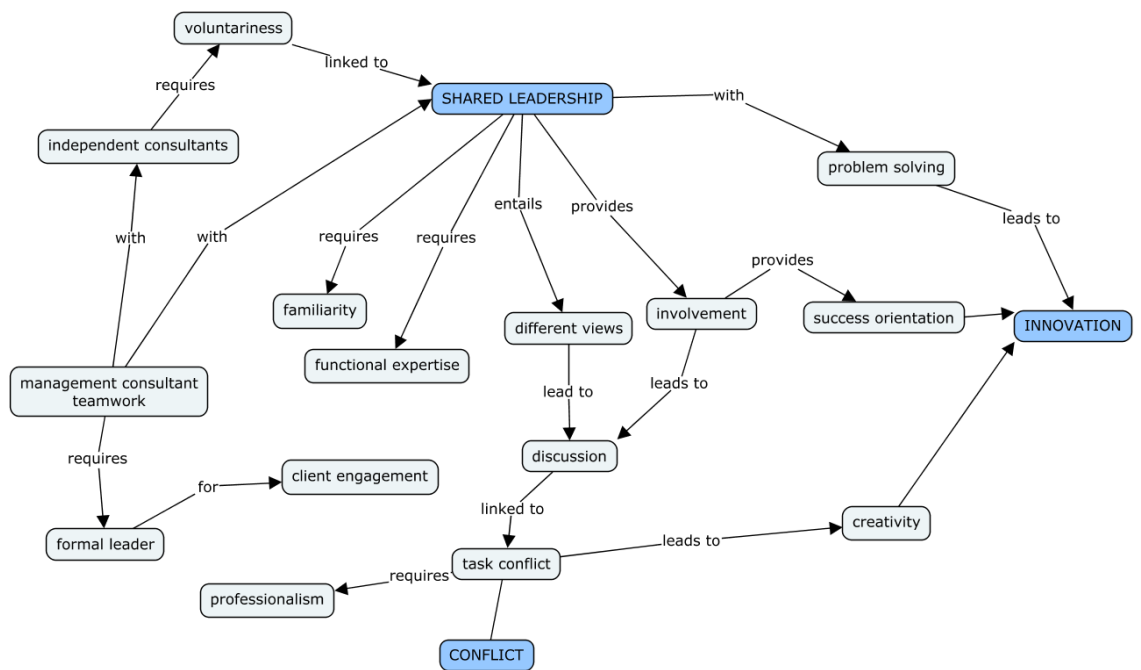 voluntariness
linked to
requires
SHARED LEADERSHIP
with
independent consultants
problem solving
entails
provides
leads to
with
with
requires
requires
provides
familiarity
different views
involvement
success orientation
INNOVATION
functional expertise
management consultant
teamwork
lead to
leads to
requires
discussion
client engagement
for
linked to
creativity
formal leader
leads to
task conflict
requires
professionalism
CONFLICT